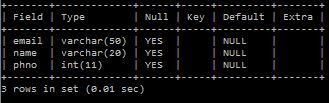 +-------+-------------+------+-----+---------+-------+
| Field | Type        | Null | Key | Default | Extra |
+-------+-------------+------+-----+---------+-------+
| email | varchar(50) | YES  |     | NULL    |       |
| name  | varchar(20) | YES  |     | NULL    |       |
| phno  | int(11)     | YES  |     | NULL    |       |
+-------+-------------+------+-----+---------+-------+
3 rows in set (0.01 sec)